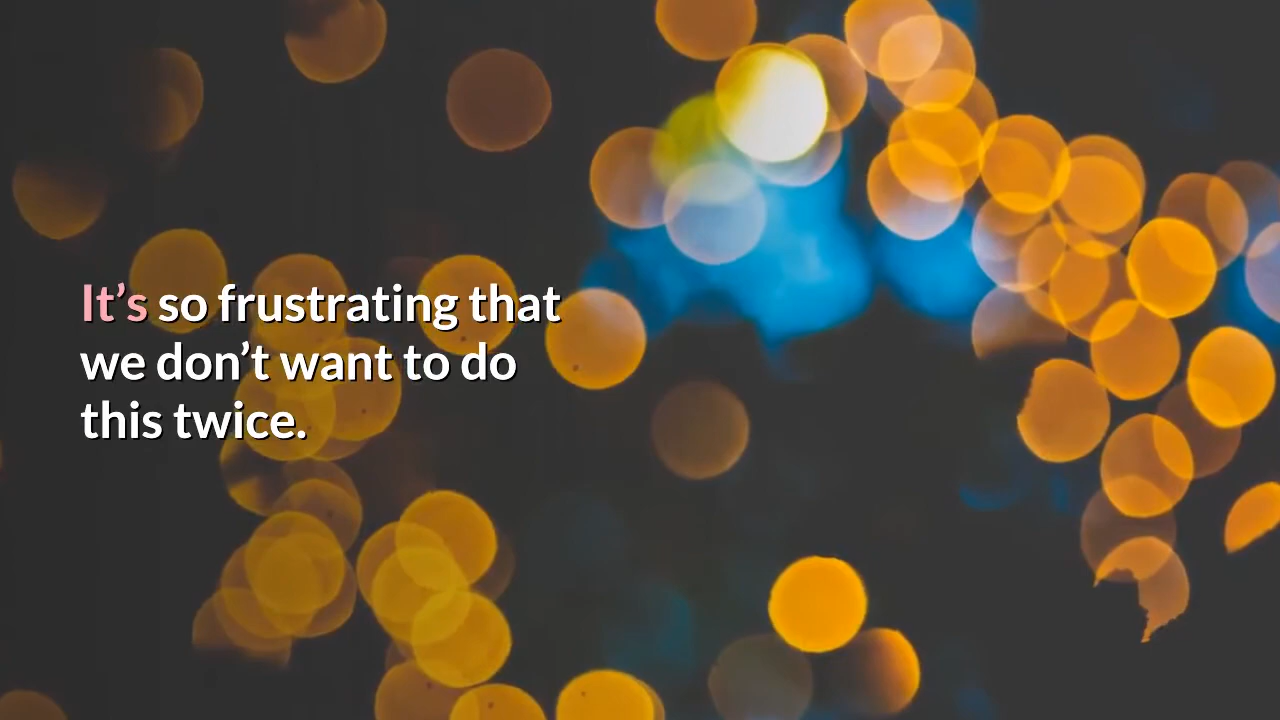 It’s so frustrating that
we don’t want to do
this twice.